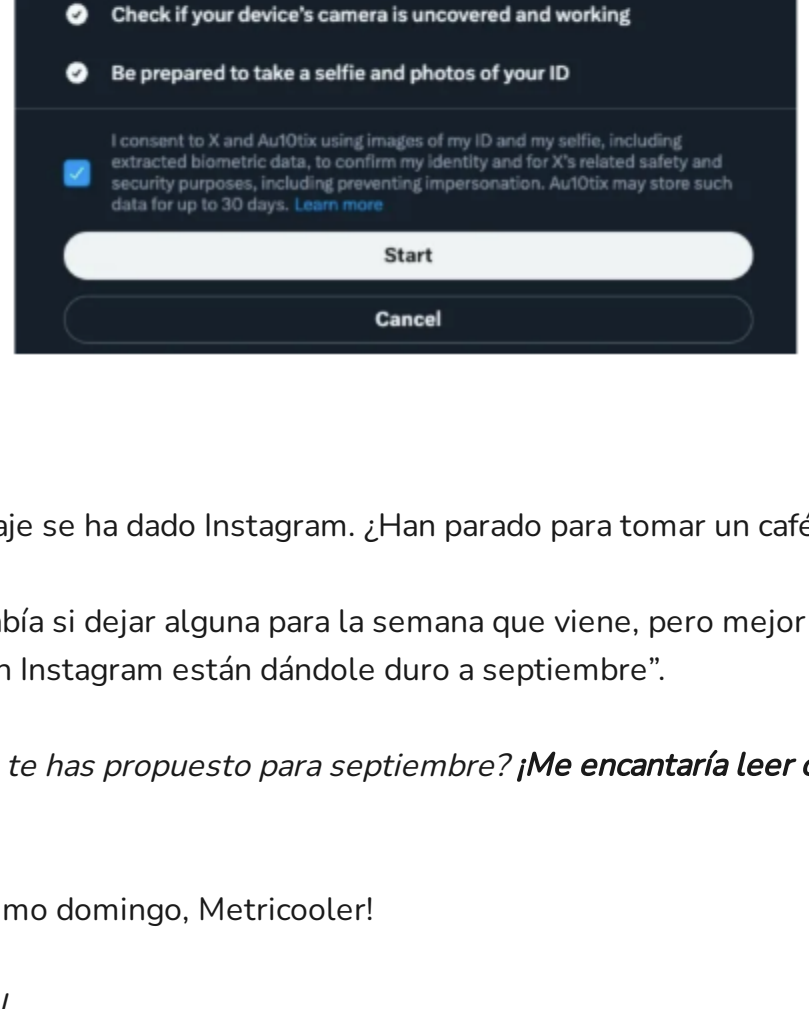 Check if your device's camera is uncovered and working
Be prepared to take a selfie and photos of your ID
I consent to X and Au10tix using images of my ID and my selfie, including
extracted biometric data, to confirm my identity and for X's related safety and
security purposes, including preventing impersonation. Au10tix may store such
data for up to 30 days. Learn more
Start
Cancel
se ha dado Instagram. ¿Han parado para tomar un café
si dejar alguna para la semana que viene, pero mejor
Instagram están dándole duro a septiembre”.
te has propuesto para septiembre? ¡Me encantaría leer
domingo, Metricooler!